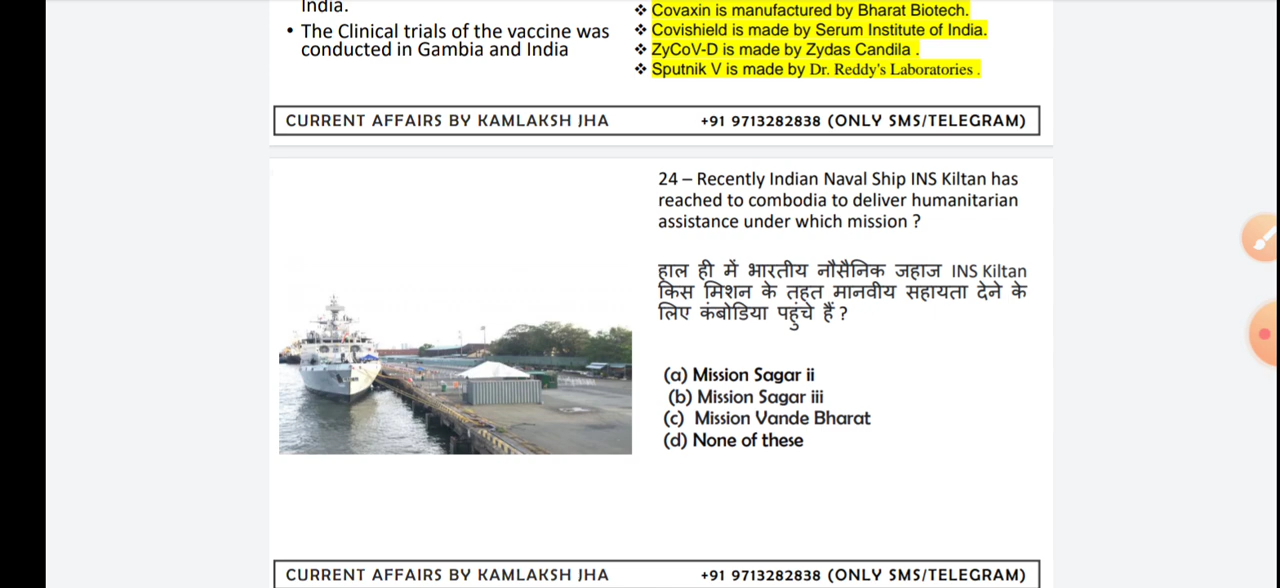 India.
• The Clinical trials of the vaccine was
conducted in Gambia and India
❖ Covaxin is manufactured by Bharat Biotech.
❖ Covishield is made by Serum Institute of India.
❖ ZyCoV-D is made by Zydas Candila .
❖ Sputnik V is made by Dr. Reddy's Laboratories .
CURRENT AFFAIRS BY KAMLAKSH JHA +91 9713282838 (ONLY SMS/TELEGRAM)
24 – Recently Indian Naval Ship INS Kiltan has
reached to combodia to deliver humanitarian
assistance under which mission ?
हाल ही में भारतीय नौसैनिक जहाज INS Kiltan
किस मिशन के तहत मानवीय सहायता देने के
लिए कंबोडिया पहुंचे हैं ?
(a) Mission Sagar ii
(b) Mission Sagar iii
(c) Mission Vande Bharat
(d) None of these
CURRENT AFFAIRS BY KAMLAKSH JHA +91 9713282838 (ONLY SMS/TELEGRAM)